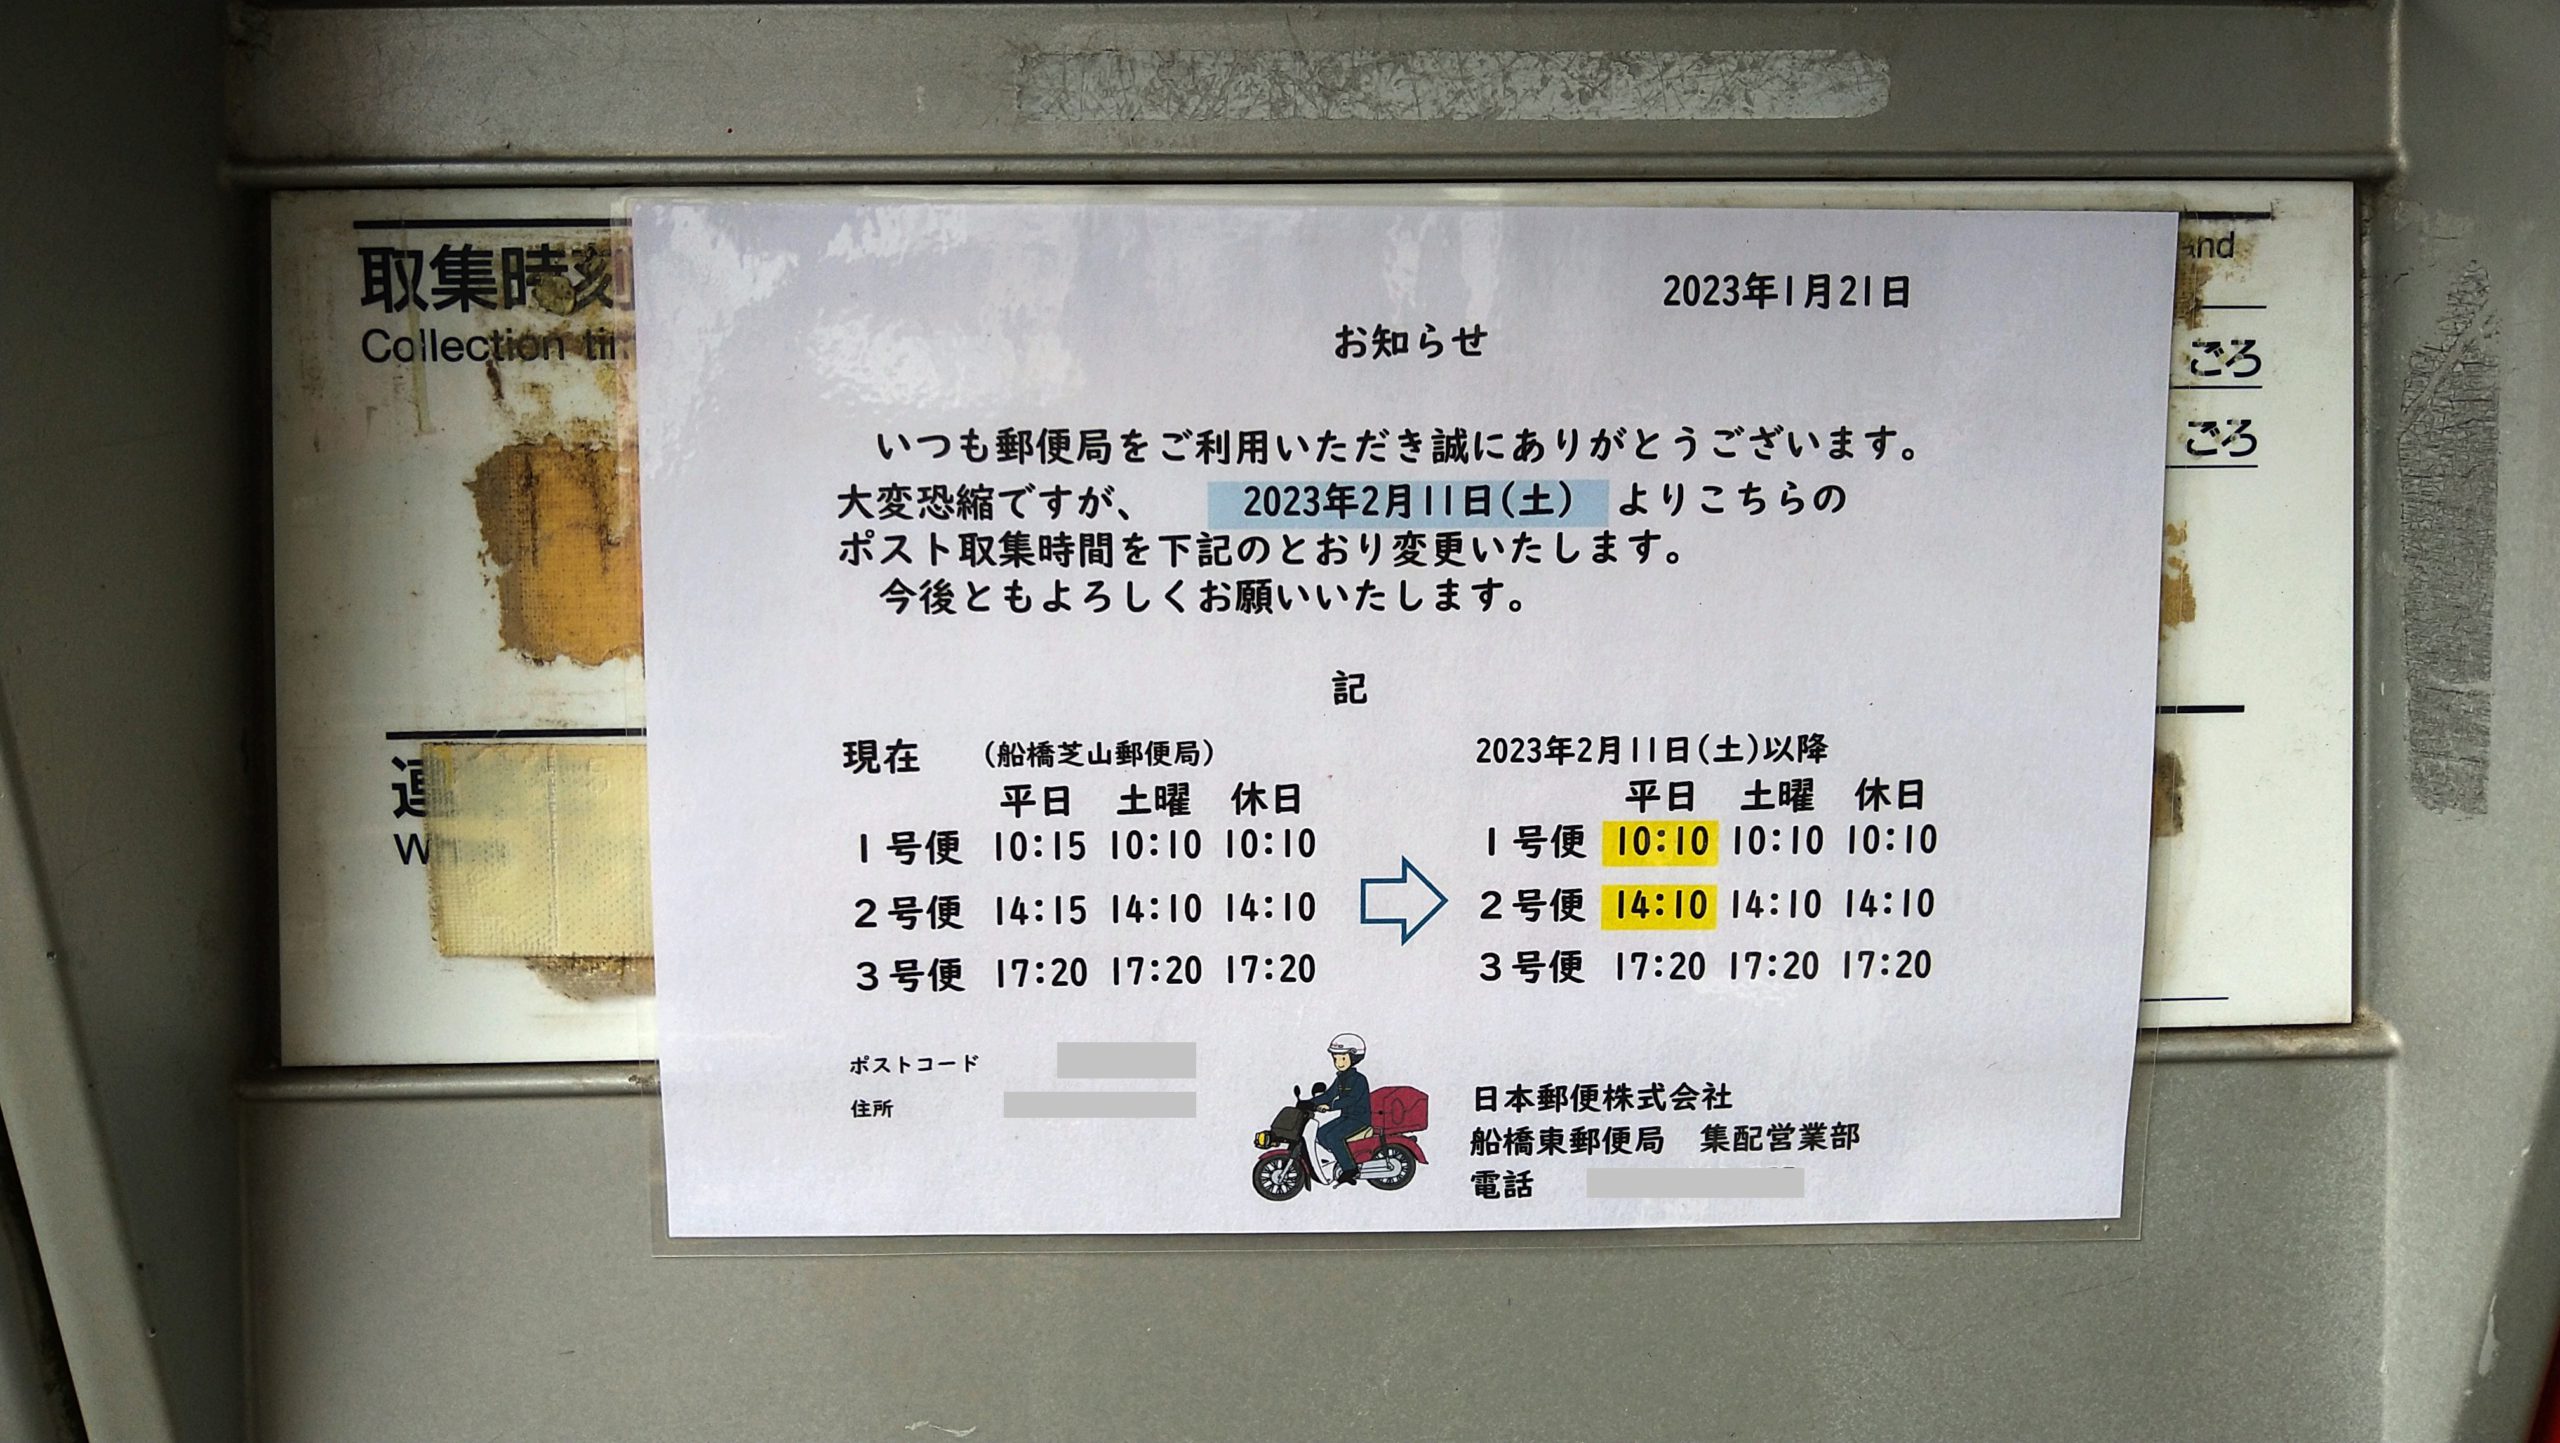 取集時刻
Collection
and
ごろ
ごろ
2023年1月21日
お知らせ
いつも郵便局をご利用いただき誠にありがとうございます。
大変恐縮ですが、 2023年2月11日(土) よりこちらの
ポスト取集時間を下記のとおり変更いたします。
今後ともよろしくお願いいたします。
記
現在 (船橋芝山郵便局)
平日 土曜 休日
1号便 10:15 10:10 10:10
2号便 14:15 14:10 14:10
3号便 17:20 17:20 17:20
2023年2月11日(土)以降
平日 土曜 休日
1号便 10:10 10:10 10:10
2号便 14:10 14:10 14:10
3号便 17:20 17:20 17:20
ポストコード
住所
日本郵便株式会社
船橋東郵便局 集配営業部
電話